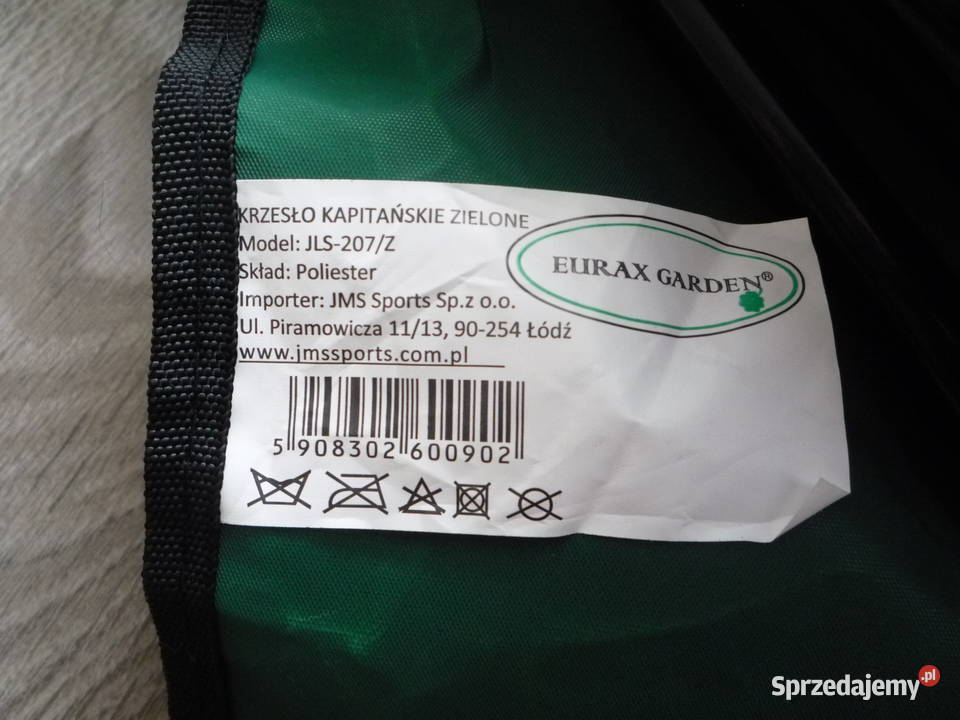 KRZESŁO KAPITAŃSKIE ZIELONE
Model: JLS-207/Z
Skład: Poliester
Importer: JMS Sports Sp.z o.o.
Ul. Piramowicza 11/13, 90-254 Łódź
www.jmssports.com.pl
EURAX GARDEN®
5 908302 600902
Sprzedajemy.pl